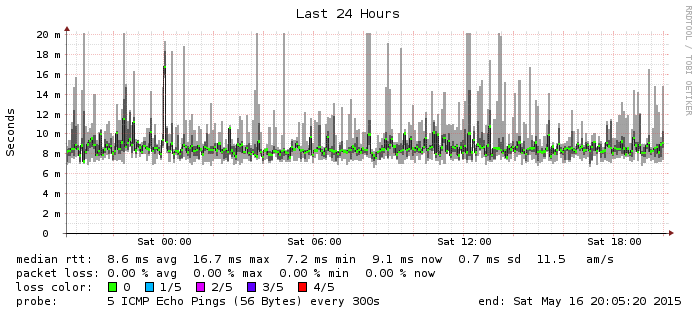 Last 24 Hours
RRDTOOL / TOBI OETIKER
Seconds
20 m
18 m
16 m
14 m
12 m
10 m
8 m
6 m
4 m
2 m
0
Sat 00:00 Sat 06:00 Sat 12:00 Sat 18:00
median rtt: 8.6 ms avg 16.7 ms max 7.2 ms min 9.1 ms now 0.7 ms sd 11.5 am/s
packet loss: 0.00 % avg 0.00 % max 0.00 % min 0.00 % now
loss color: 0 1/5 2/5 3/5 4/5
probe: 5 ICMP Echo Pings (56 Bytes) every 300s end: Sat May 16 20:05:20 2015